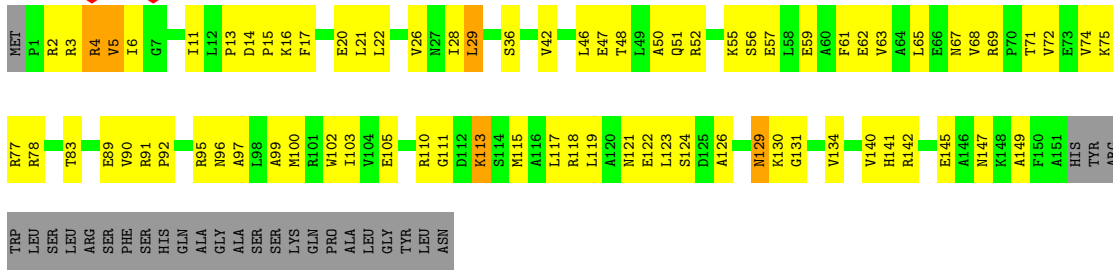 MET P1 R2 R3 R4 V5 I6 G7 I11 L12 P13 D14 P15 K16 F17 E20 L21 L22 V26 N27 I28 L29 S36 V42 L46 E47 T48 L49 A50 Q51 R52 K55 S56 E57 L58 E59 A60 F61 E62 V63 A64 L65 E66 N67 V68 R69 P70 T71 V72 E73 V74 K75
R77 R78 T83 E89 V90 R91 P92 R95 N96 A97 L98 A99 M100 R101 W102 I103 V104 E105 R110 G111 D112 K113 S114 M115 A116 L117 R118 L119 A120 N121 E122 L123 S124 D125 A126 N129 K130 G131 V134 V140 H141 R142 E145 A146 N147 K148 A149 F150 A151 HIS TYR ARG
TRP LEU SER LEU ARG SER PHE SER HIS GLN ALA GLY ALA SER SER LYS GLN PRO ALA LEU GLY TYR LEU ASN